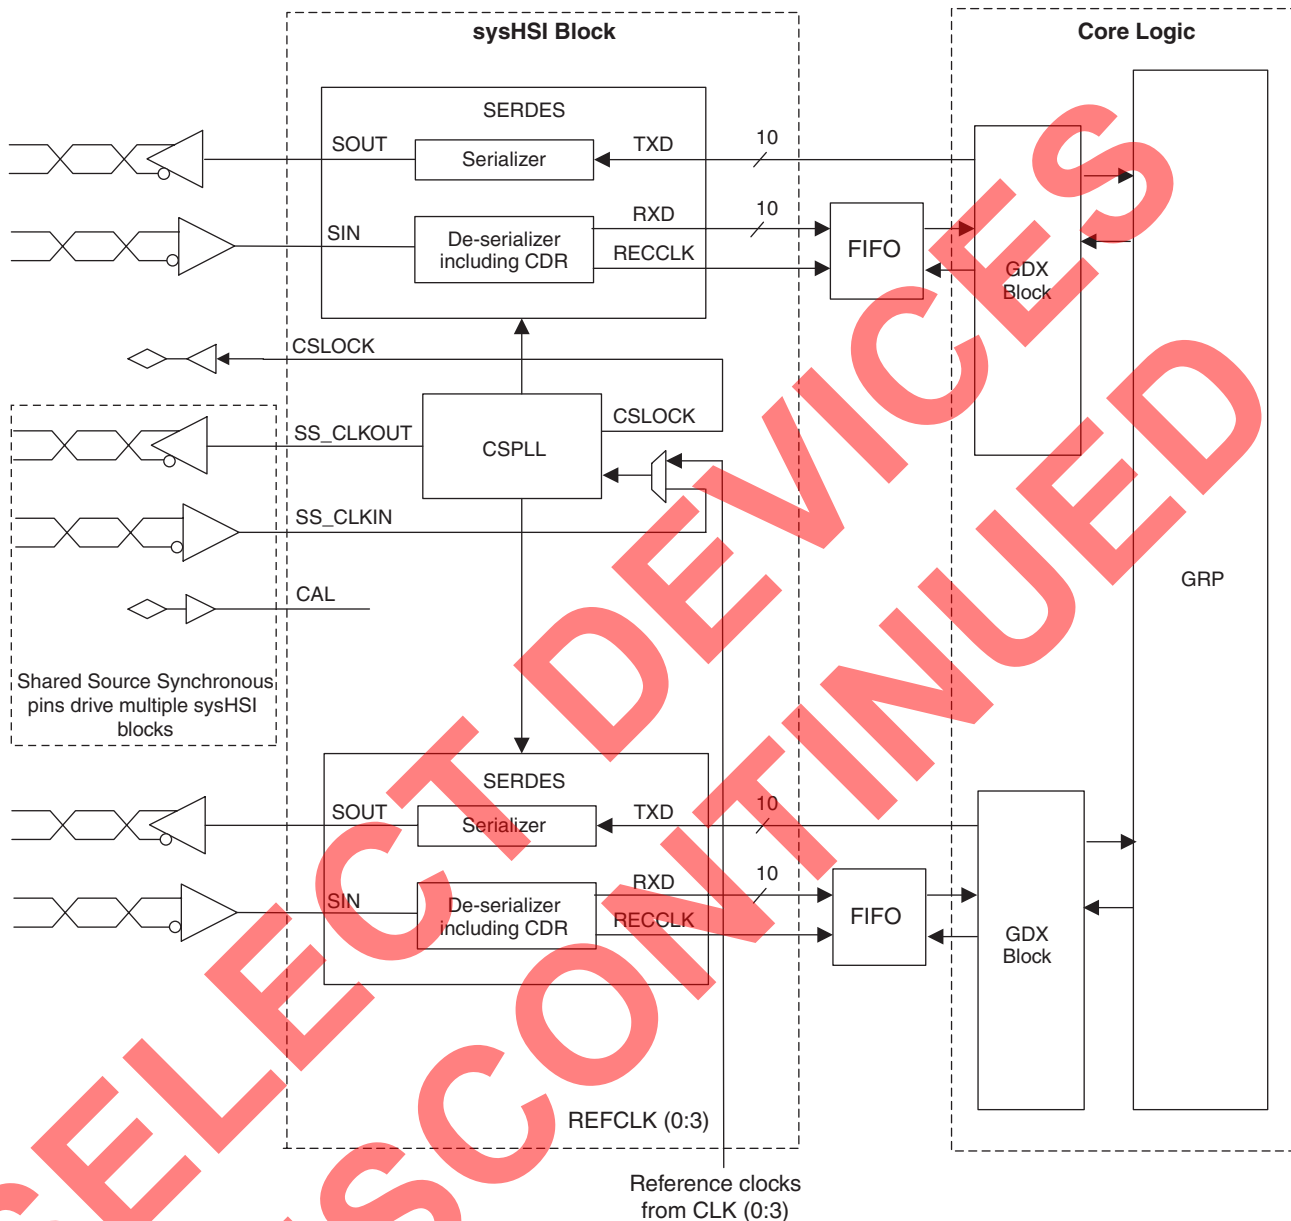 sysHSI Block
Core Logic
SERDES
SOUT
Serializer
TXD
10
SIN
De-serializer
including CDR
RXD
10
RECCLK
FIFO
GDX
Block
CSLOCK
CSLOCK
SS_CLKOUT
CSPLL
SS_CLKIN
CAL
GRP
Shared Source Synchronous
pins drive multiple sysHSI
blocks
SERDES
SOUT
Serializer
TXD
10
SIN
De-serializer
including CDR
RXD
10
RECCLK
FIFO
GDX
Block
REFCLK (0:3)
Reference clocks
from CLK (0:3)
SELECT DEVICES
SCONTINUED